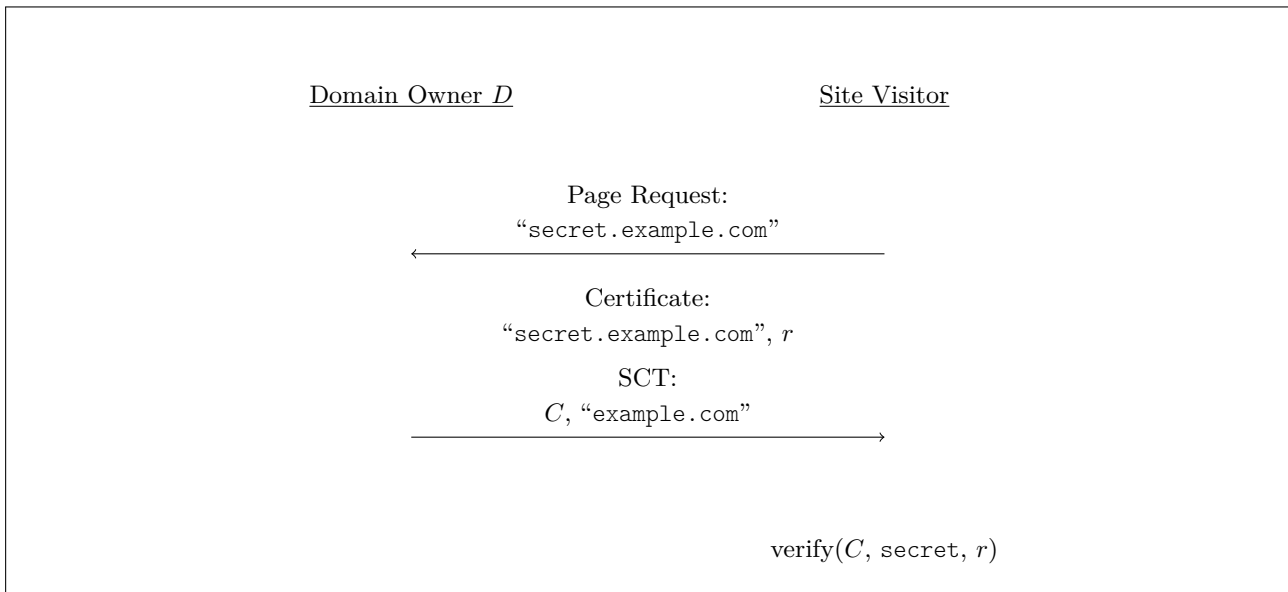 Domain Owner D
Site Visitor
Page Request:
“secret.example.com”
Certificate:
“secret.example.com”, r
SCT:
C, “example.com”
verify(C, secret, r)